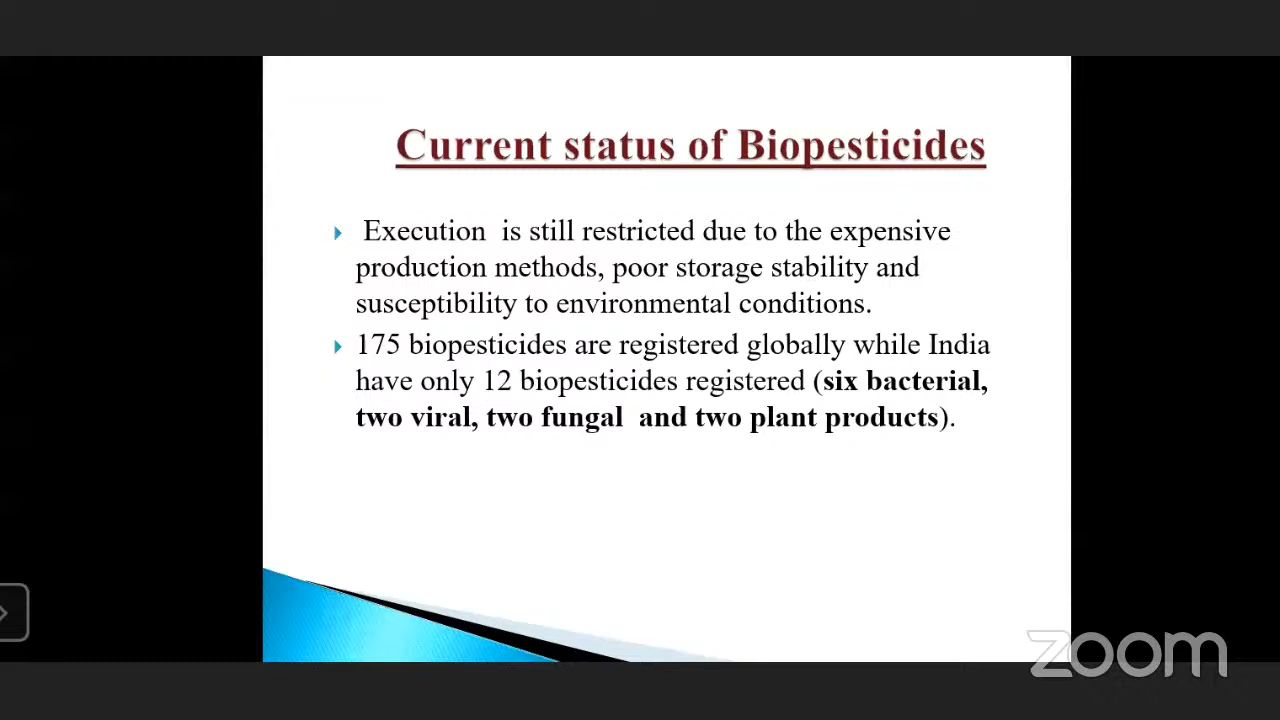 Current status of Biopesticides
Execution is still restricted due to the expensive
production methods, poor storage stability and
susceptibility to environmental conditions.
175 biopesticides are registered globally while India
have only 12 biopesticides registered (six bacterial,
two viral, two fungal and two plant products).
zoom